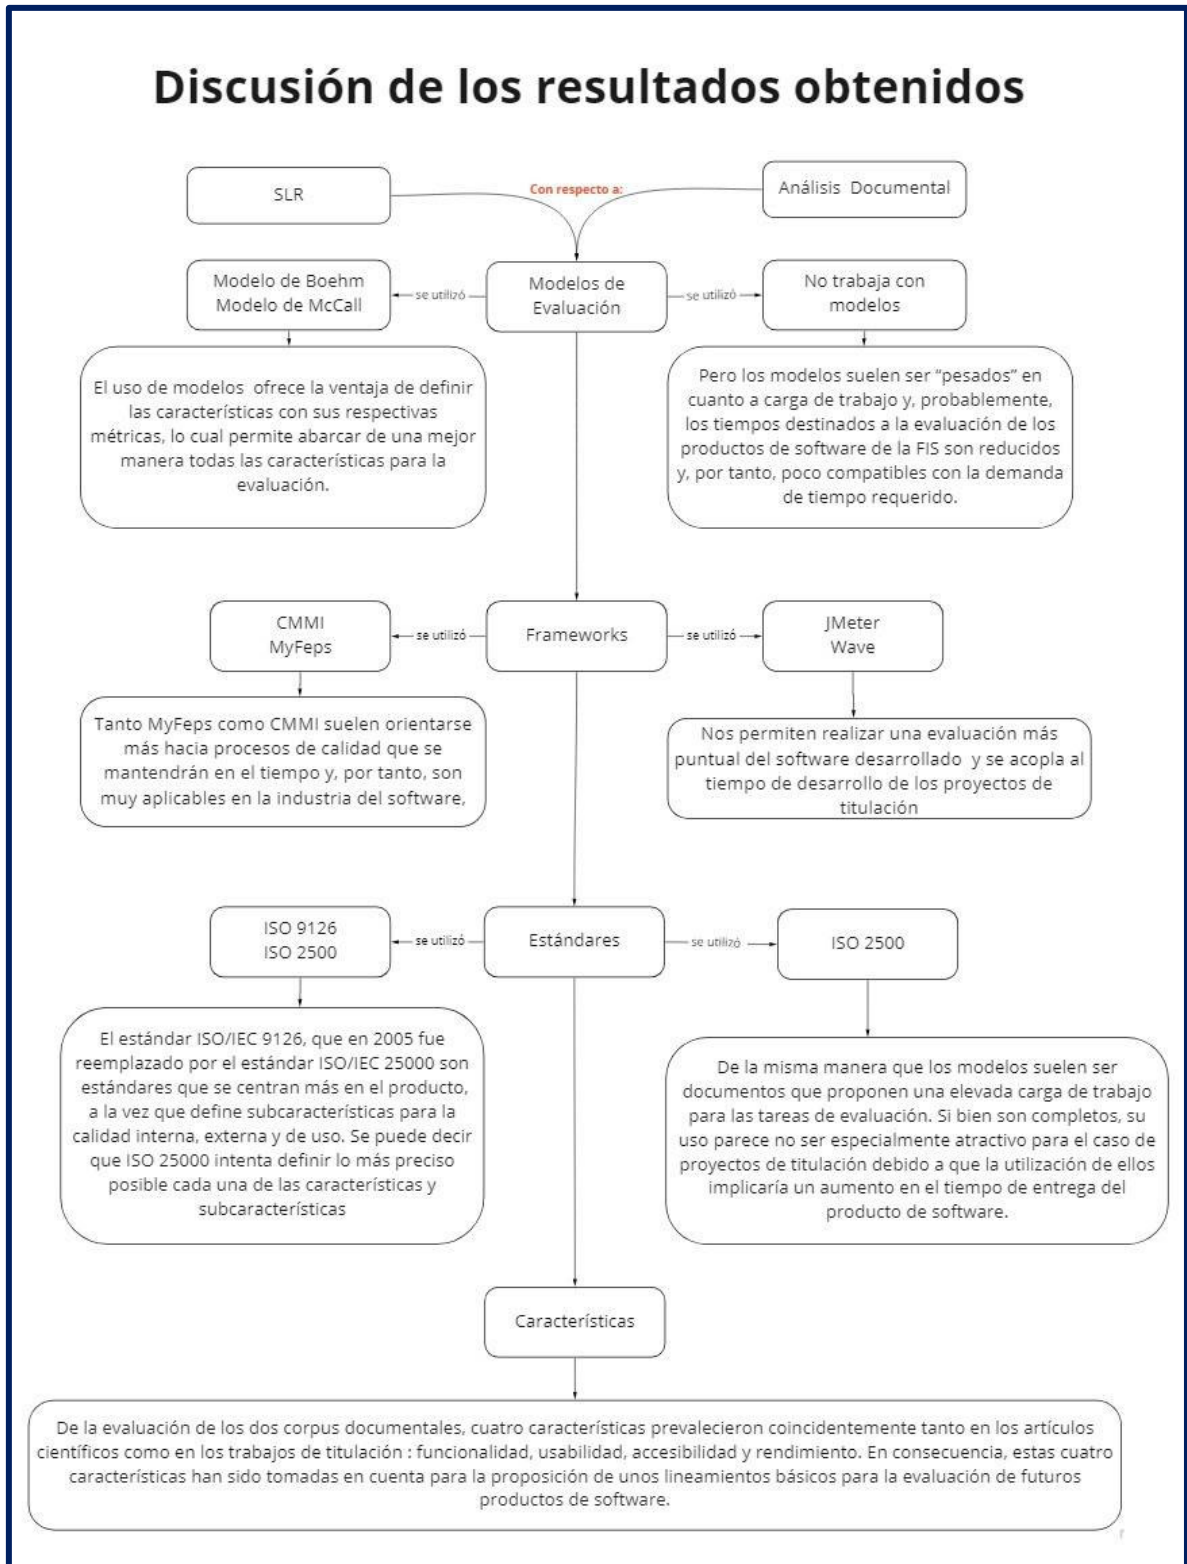 Discusión de los resultados obtenidos
SLR
Con respecto a:
Análisis Documental
Modelo de Boehm
Modelo de McCall
se utilizó
Modelos de
Evaluación
se utilizó
No trabaja con
modelos
El uso de modelos ofrece la ventaja de definir
las características con sus respectivas
métricas, lo cual permite abarcar de una mejor
manera todas las características para la
evaluación.
Pero los modelos suelen ser "pesados" en
cuanto a carga de trabajo y, probablemente,
los tiempos destinados a la evaluación de los
productos de software de la FIS son reducidos
y, por tanto, poco compatibles con la demanda
de tiempo requerido.
CMMI
MyFeps
se utilizó
Frameworks
se utilizó
JMeter
Wave
Tanto MyFeps como CMMI suelen orientarse
más hacia procesos de calidad que se
mantendrán en el tiempo y, por tanto, son
muy aplicables en la industria del software,
Nos permiten realizar una evaluación más
puntual del software desarrollado y se acopla al
tiempo de desarrollo de los proyectos de
titulación
ISO 9126
ISO 2500
se utilizó
Estándares
se utilizó
ISO 2500
El estándar ISO/IEC 9126, que en 2005 fue
reemplazado por el estándar ISO/IEC 25000 son
estándares que se centran más en el producto,
a la vez que define subcaracterísticas para la
calidad interna, externa y de uso. Se puede decir
que ISO 25000 intenta definir lo más preciso
posible cada una de las características y
subcaracterísticas
De la misma manera que los modelos suelen ser
documentos que proponen una elevada carga de trabajo
para las tareas de evaluación. Si bien son completos, su
uso parece no ser especialmente atractivo para el caso de
proyectos de titulación debido a que la utilización de ellos
implicaría un aumento en el tiempo de entrega del
producto de software.
Características
De la evaluación de los dos corpus documentales, cuatro características prevalecieron coincidentemente tanto en los artículos
científicos como en los trabajos de titulación : funcionalidad, usabilidad, accesibilidad y rendimiento. En consecuencia, estas cuatro
características han sido tomadas en cuenta para la proposición de unos lineamientos básicos para la evaluación de futuros
productos de software.